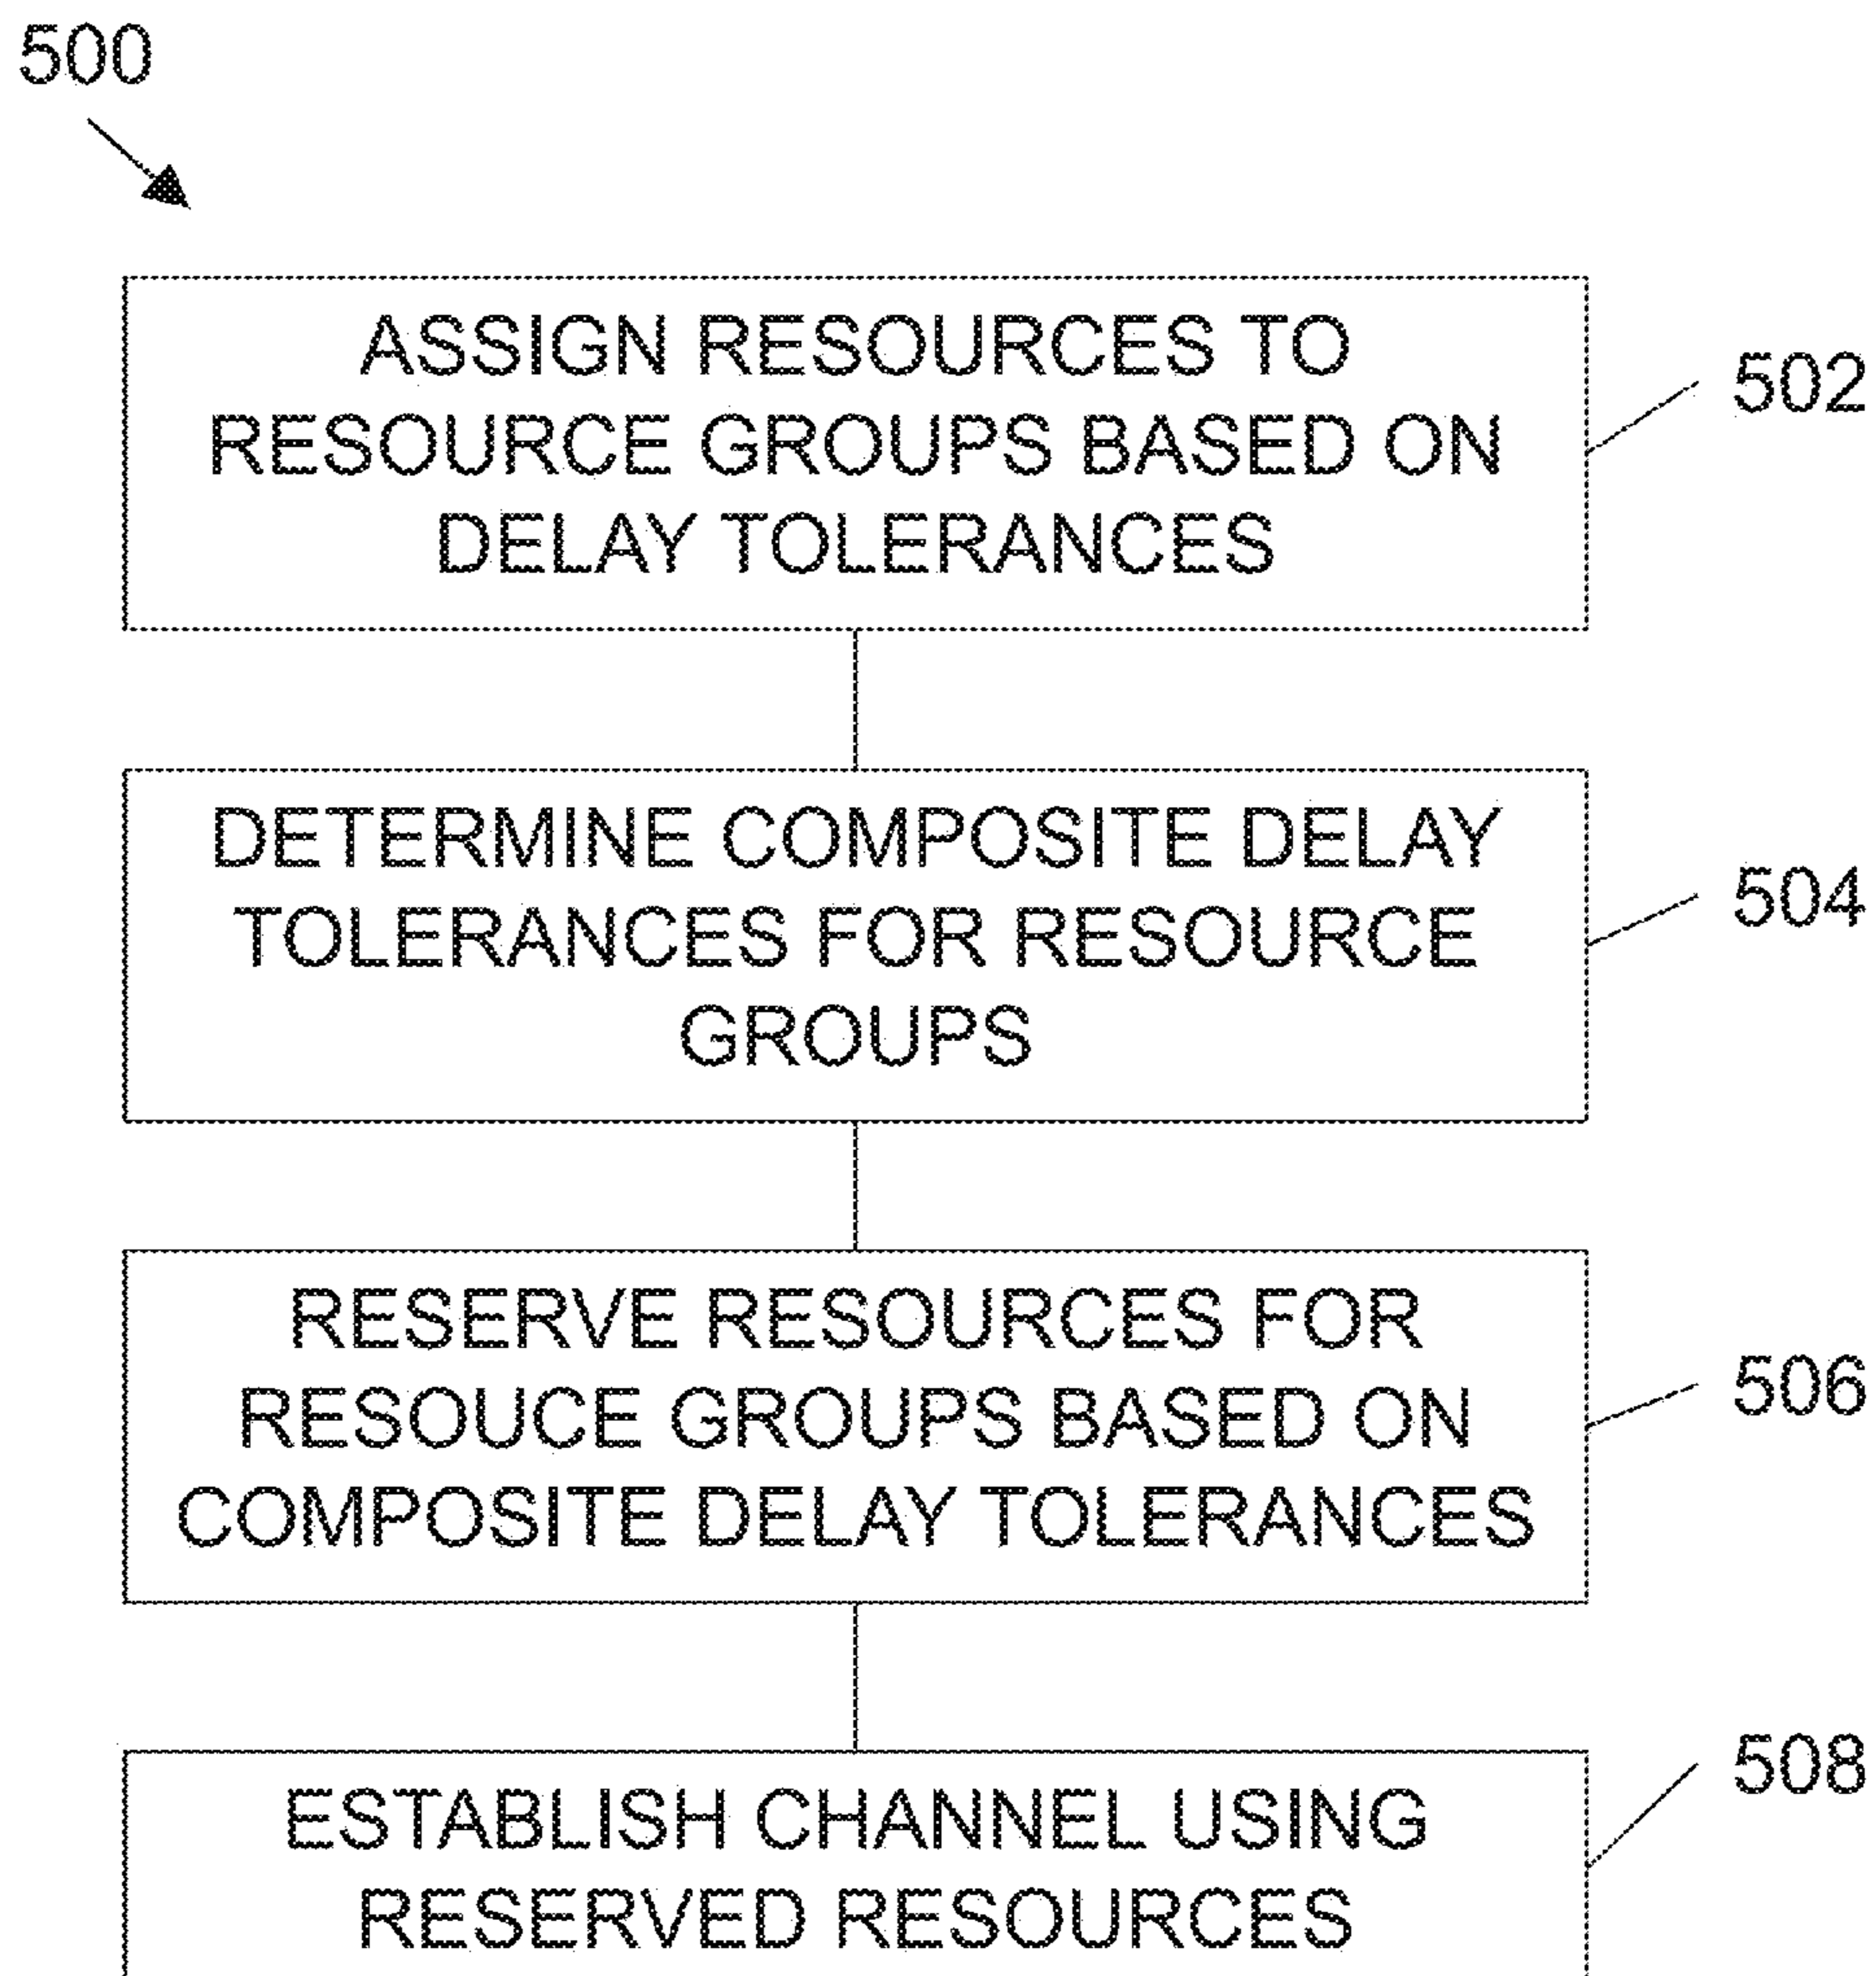 500
ASSIGN RESOURCES TO
RESOURCE GROUPS BASED ON
DELAY TOLERANCES
502
DETERMINE COMPOSITE DELAY
TOLERANCES FOR RESOURCE
GROUPS
504
RESERVE RESOURCES FOR
RESOUCE GROUPS BASED ON
COMPOSITE DELAY TOLERANCES
506
ESTABLISH CHANNEL USING
RESERVED RESOURCES
508